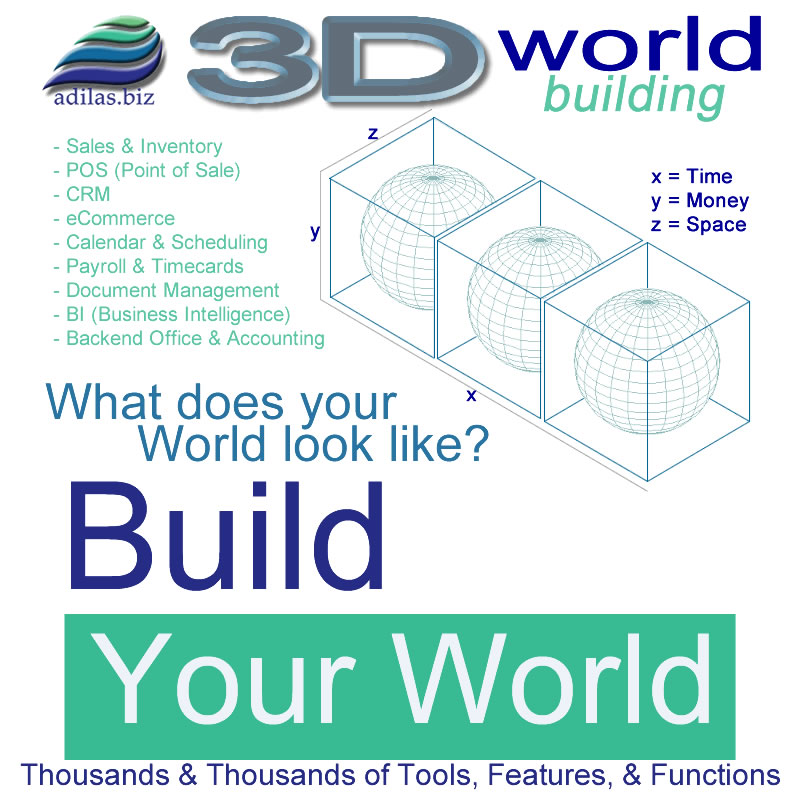 adilas.biz
3D world
building
- Sales & Inventory
- POS (Point of Sale)
- CRM
- eCommerce
- Calendar & Scheduling
- Payroll & Timecards
- Document Management
- BI (Business Intelligence)
- Backend Office & Accounting
z
y
x
x = Time
y = Money
z = Space
What does your
World look like?
Build
Your World
Thousands & Thousands of Tools, Features, & Functions